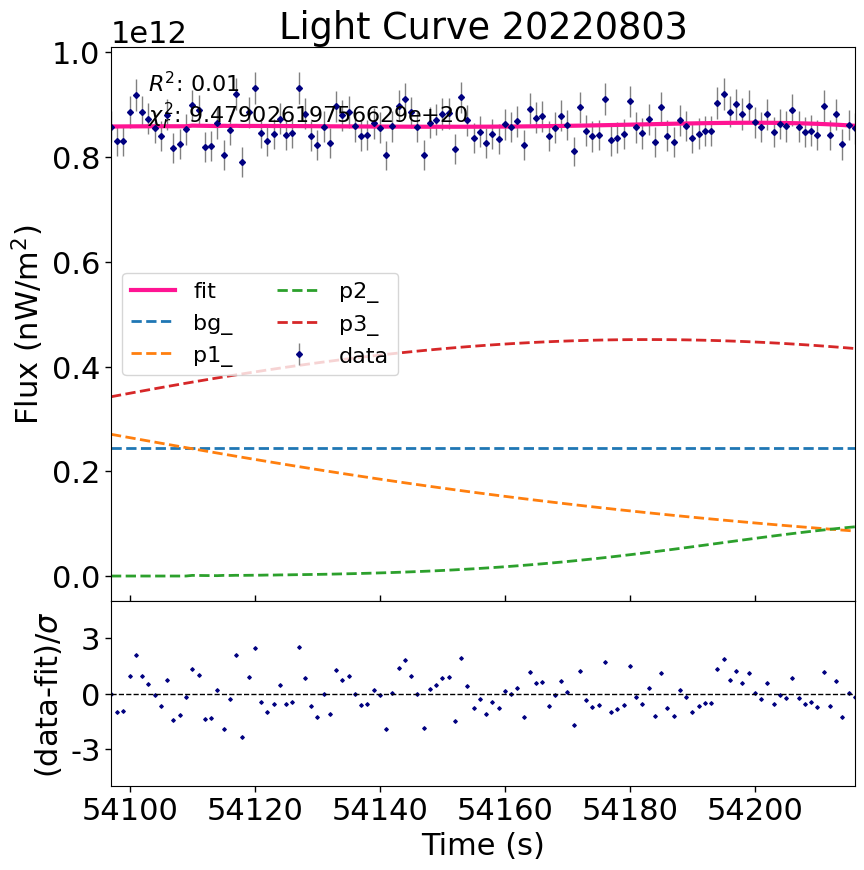 Light Curve 20220803
1e12
R²: 0.01
χᵣ²: 9.479026197566629e+20
1.0
0.8
0.6
0.4
0.2
0.0
Flux (nW/m²)
fit
bg_
p1_
p2_
p3_
data
3
0
-3
(data-fit)/σ
54100 54120 54140 54160 54180 54200
Time (s)